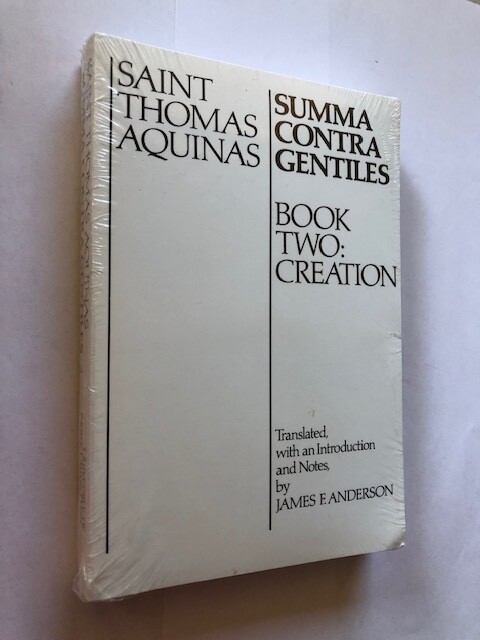 SAINT
THOMAS
AQUINAS
SUMMA
CONTRA
GENTILES
BOOK
TWO:
CREATION
Translated,
with an Introduction
and Notes,
by
JAMES F. ANDERSON